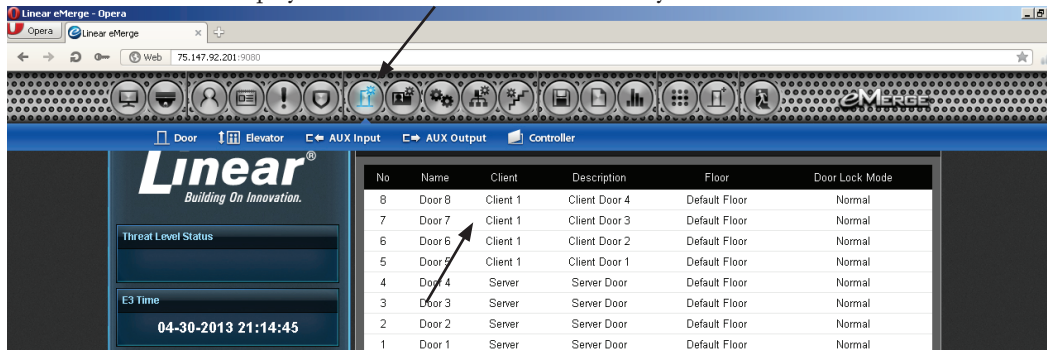 Linear eMerge - Opera
Opera Linear eMerge
Web 75.147.92.201:9080
eMERGE
Door Elevator AUX Input AUX Output Controller
Linear®
Building On Innovation.
Threat Level Status
E3 Time
04-30-2013 21:14:45
No Name Client Description Floor Door Lock Mode
8 Door 8 Client 1 Client Door 4 Default Floor Normal
7 Door 7 Client 1 Client Door 3 Default Floor Normal
6 Door 6 Client 1 Client Door 2 Default Floor Normal
5 Door 5 Client 1 Client Door 1 Default Floor Normal
4 Door 4 Server Server Door Default Floor Normal
3 Door 3 Server Server Door Default Floor Normal
2 Door 2 Server Server Door Default Floor Normal
1 Door 1 Server Server Door Default Floor Normal